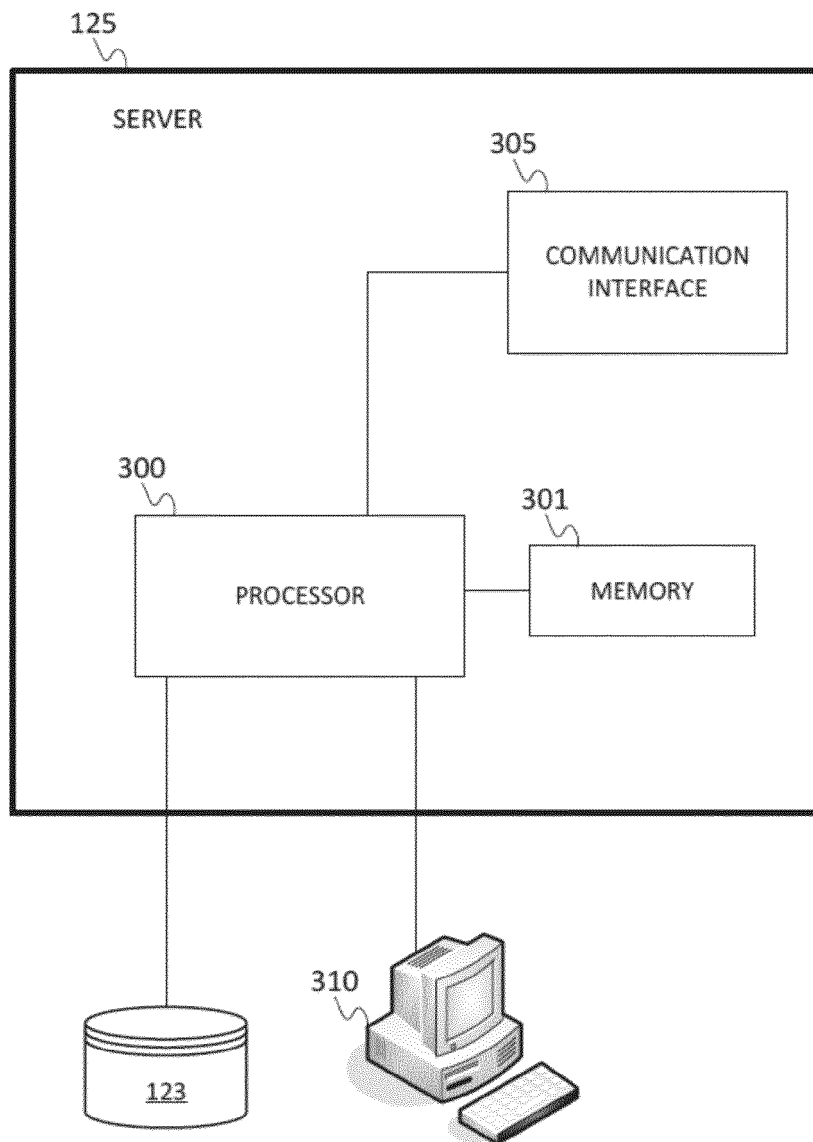 125
SERVER
305
COMMUNICATION
INTERFACE
300
301
PROCESSOR
MEMORY
310
123